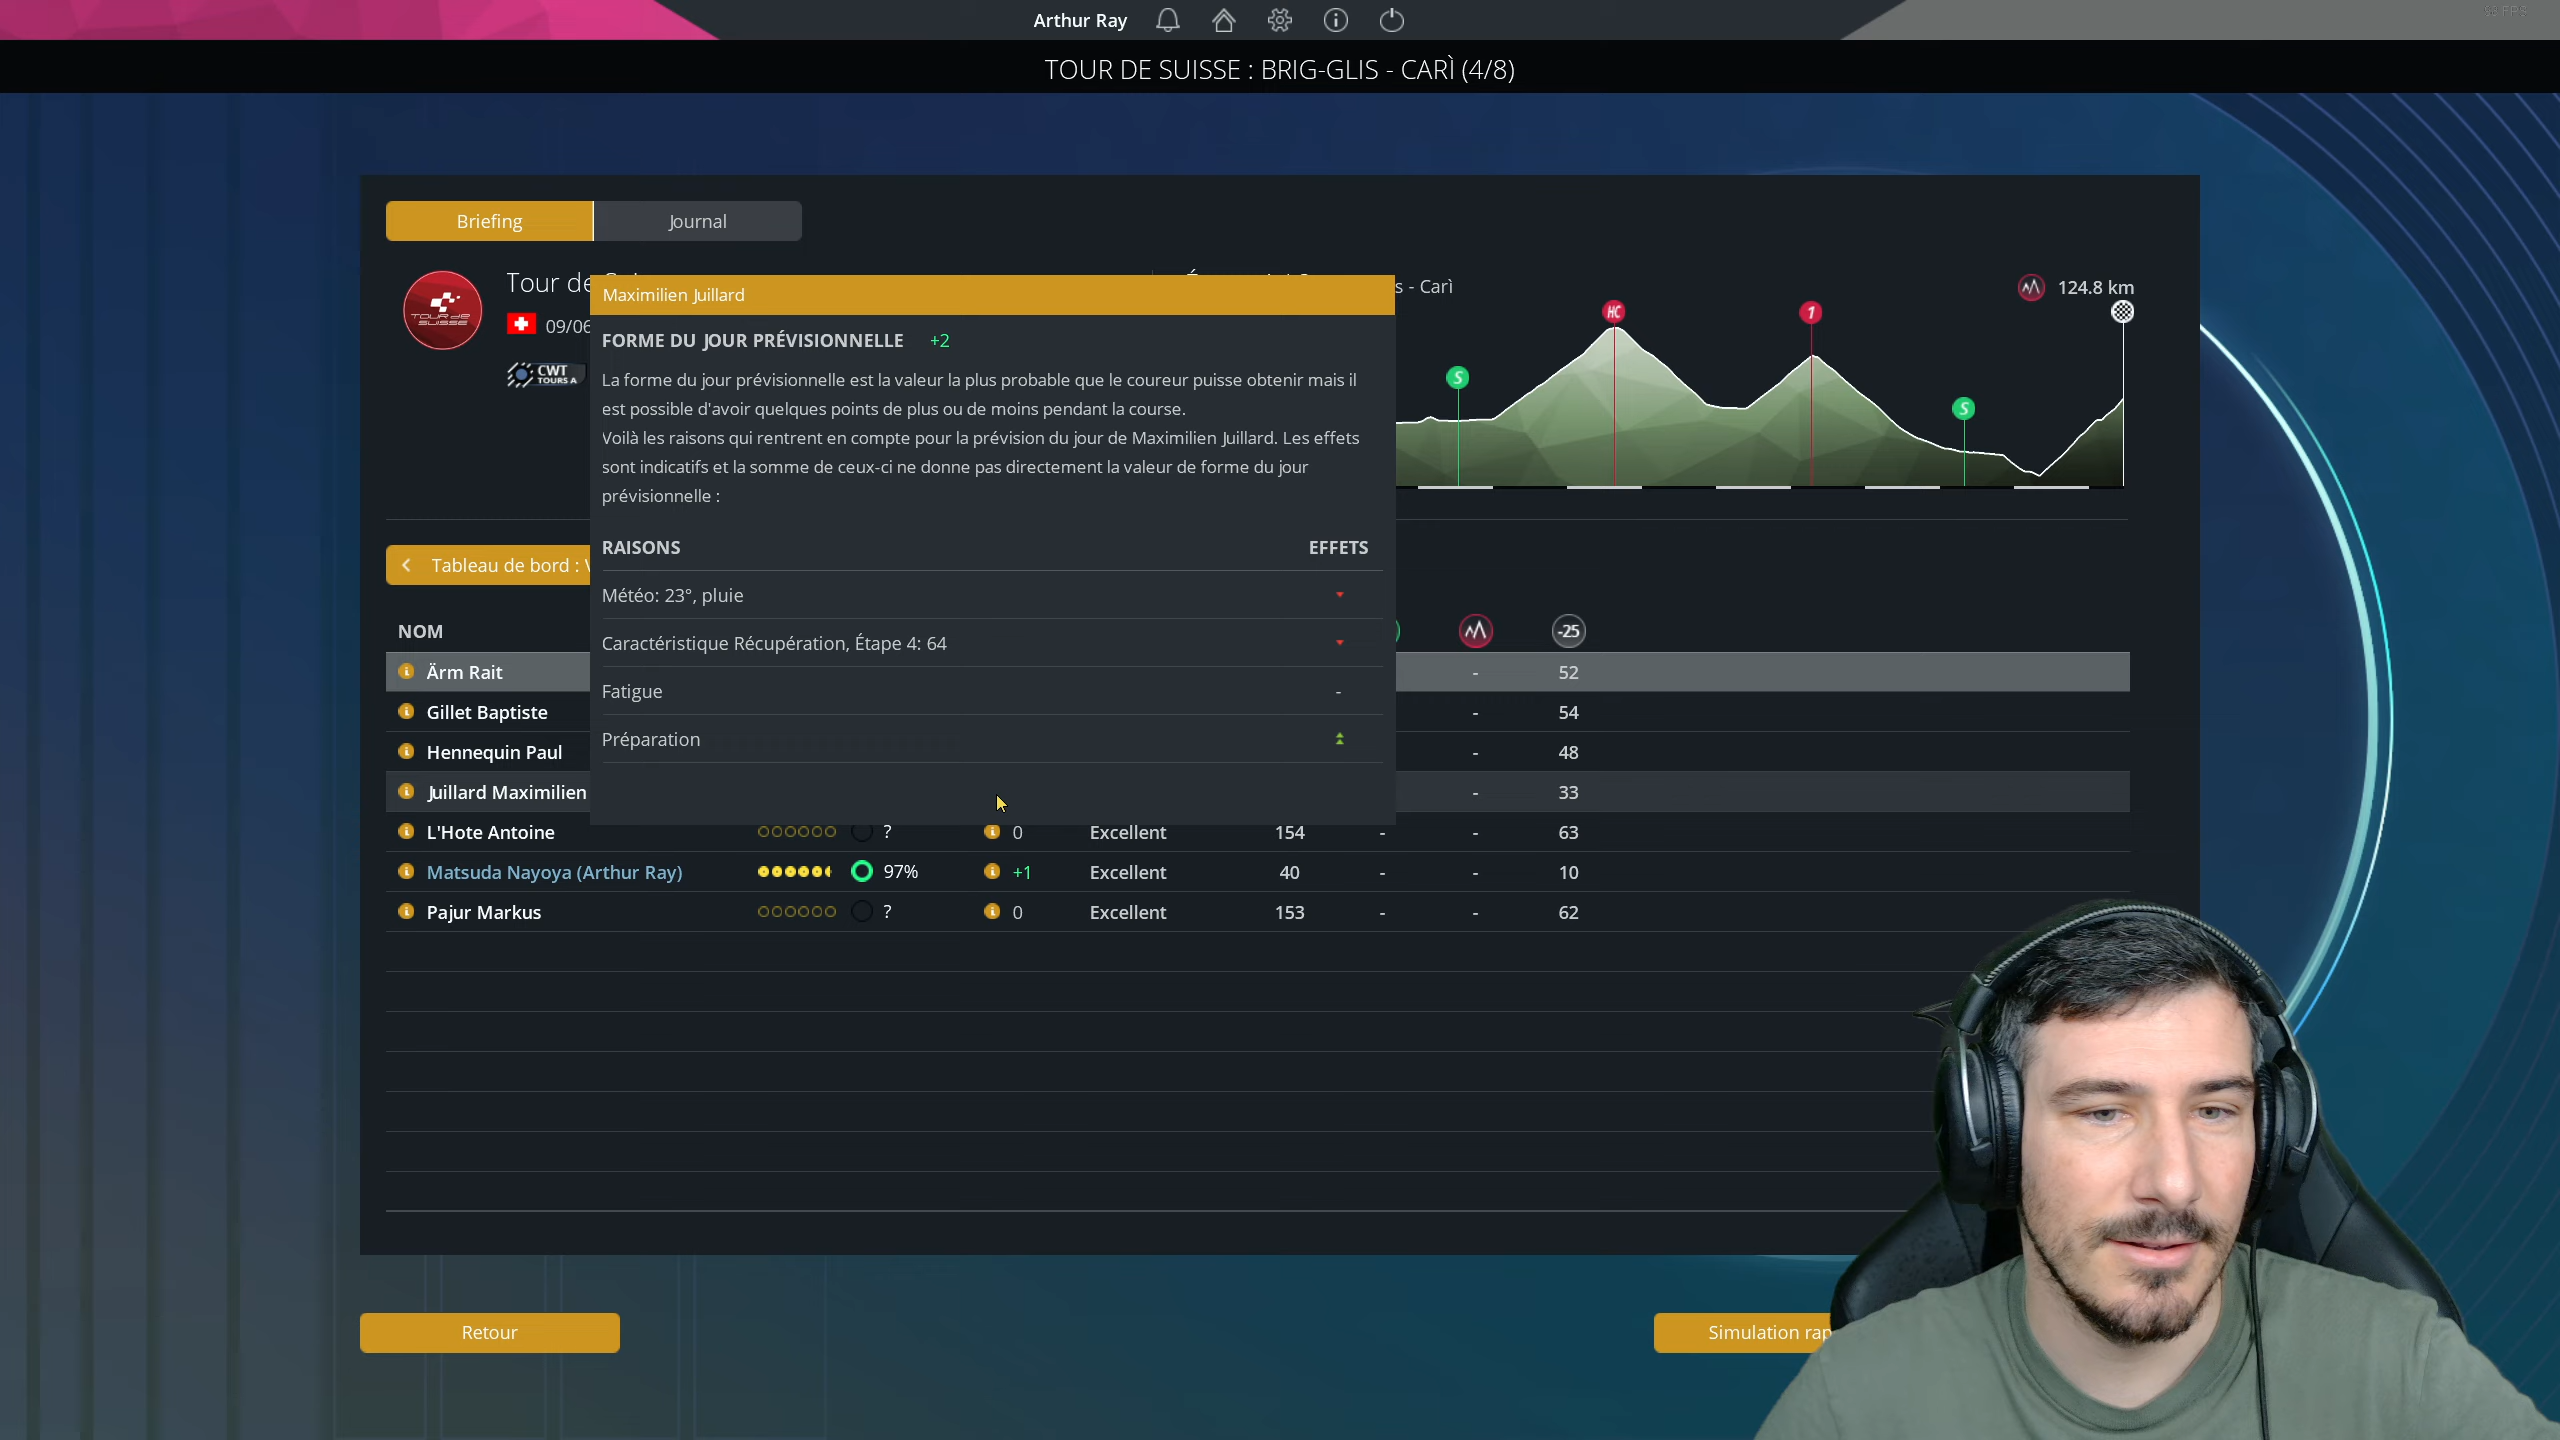 Arthur Ray
TOUR DE SUISSE : BRIG-GLIS - CARÌ (4/8)
Briefing
Journal
TOUR DE SUISSE
09/06
CWT
TOURS A
Maximilien Juillard
FORME DU JOUR PRÉVISIONNELLE +2
La forme du jour prévisionnelle est la valeur la plus probable que le coureur puisse obtenir mais il
est possible d'avoir quelques points de plus ou de moins pendant la course.
Voilà les raisons qui rentrent en compte pour la prévision du jour de Maximilien Juillard. Les effets
sont indicatifs et la somme de ceux-ci ne donne pas directement la valeur de forme du jour
prévisionnelle :
RAISONS EFFETS
Météo: 23°, pluie
Caractéristique Récupération, Étape 4: 64
Fatigue -
Préparation
- Carì
124.8 km
S HC 1 S
Tableau de bord :
NOM -25
Ärm Rait - 52
Gillet Baptiste - 54
Hennequin Paul - 48
Juillard Maximilien - 33
L'Hote Antoine ? 0 Excellent 154 - - 63
Matsuda Nayoya (Arthur Ray) 97% +1 Excellent 40 - - 10
Pajur Markus ? 0 Excellent 153 - - 62
Retour
Simulation